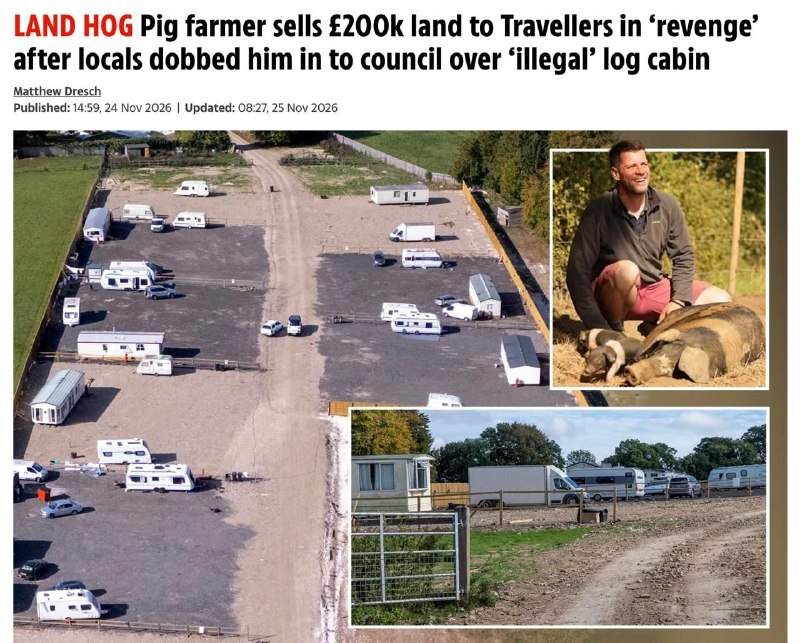 LAND HOG Pig farmer sells £200k land to Travellers in ‘revenge’
after locals dobbed him in to council over ‘illegal’ log cabin
Matthew Dresch
Published: 14:59, 24 Nov 2026 | Updated: 08:27, 25 Nov 2026